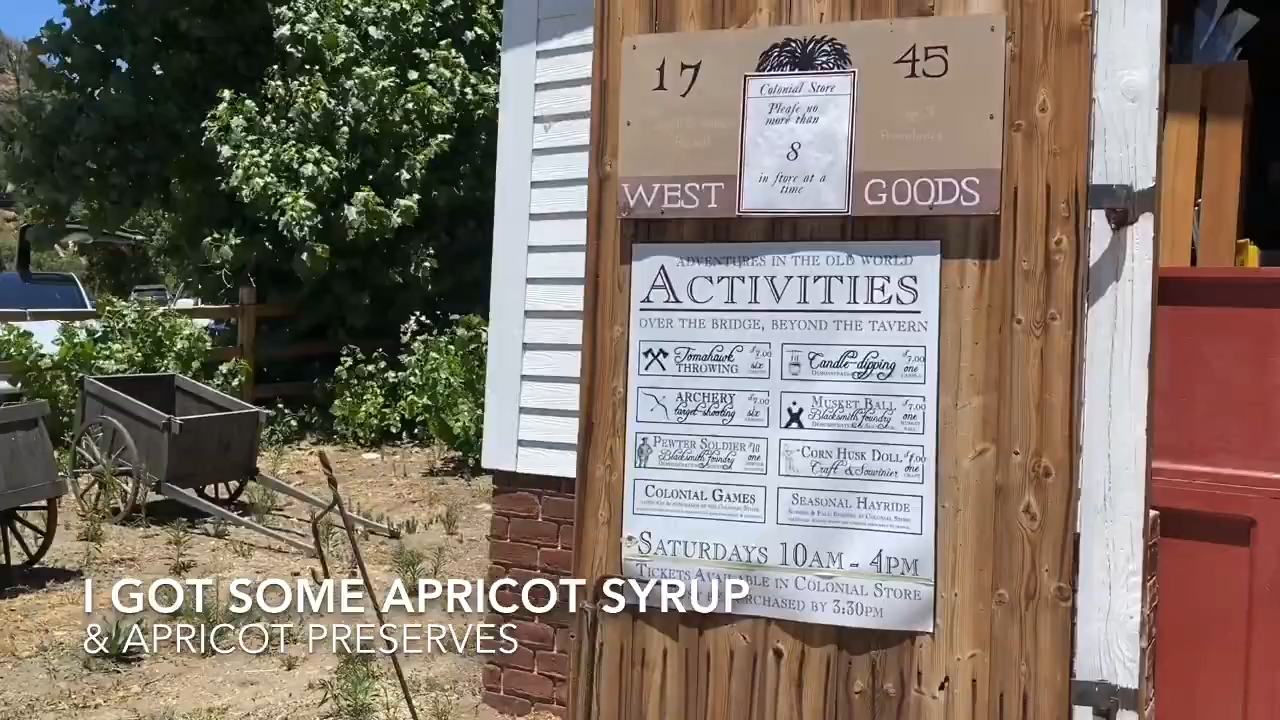 17
45
Colonial Store
Pleaſe no
more than
8
in ſtore at a
time
WEST
GOODS
ADVENTURES IN THE OLD WORLD
ACTIVITIES
OVER THE BRIDGE, BEYOND THE TAVERN
Tomahawk $7.00
THROWING six
Candle-dipping $7.00
one
ARCHERY $7.00
target-shooting six
MUSKET BALL $7.00
Blacksmith Foundry one
PEWTER SOLDIER $10
Blacksmith Foundry one
CORN HUSK DOLL
Craft & Souvenier one
COLONIAL GAMES
SEASONAL HAYRIDE
SATURDAYS 10AM - 4PM
TICKETS AVAILABLE IN COLONIAL STORE
PURCHASED BY 3:30PM
I GOT SOME APRICOT SYRUP
& APRICOT PRESERVES